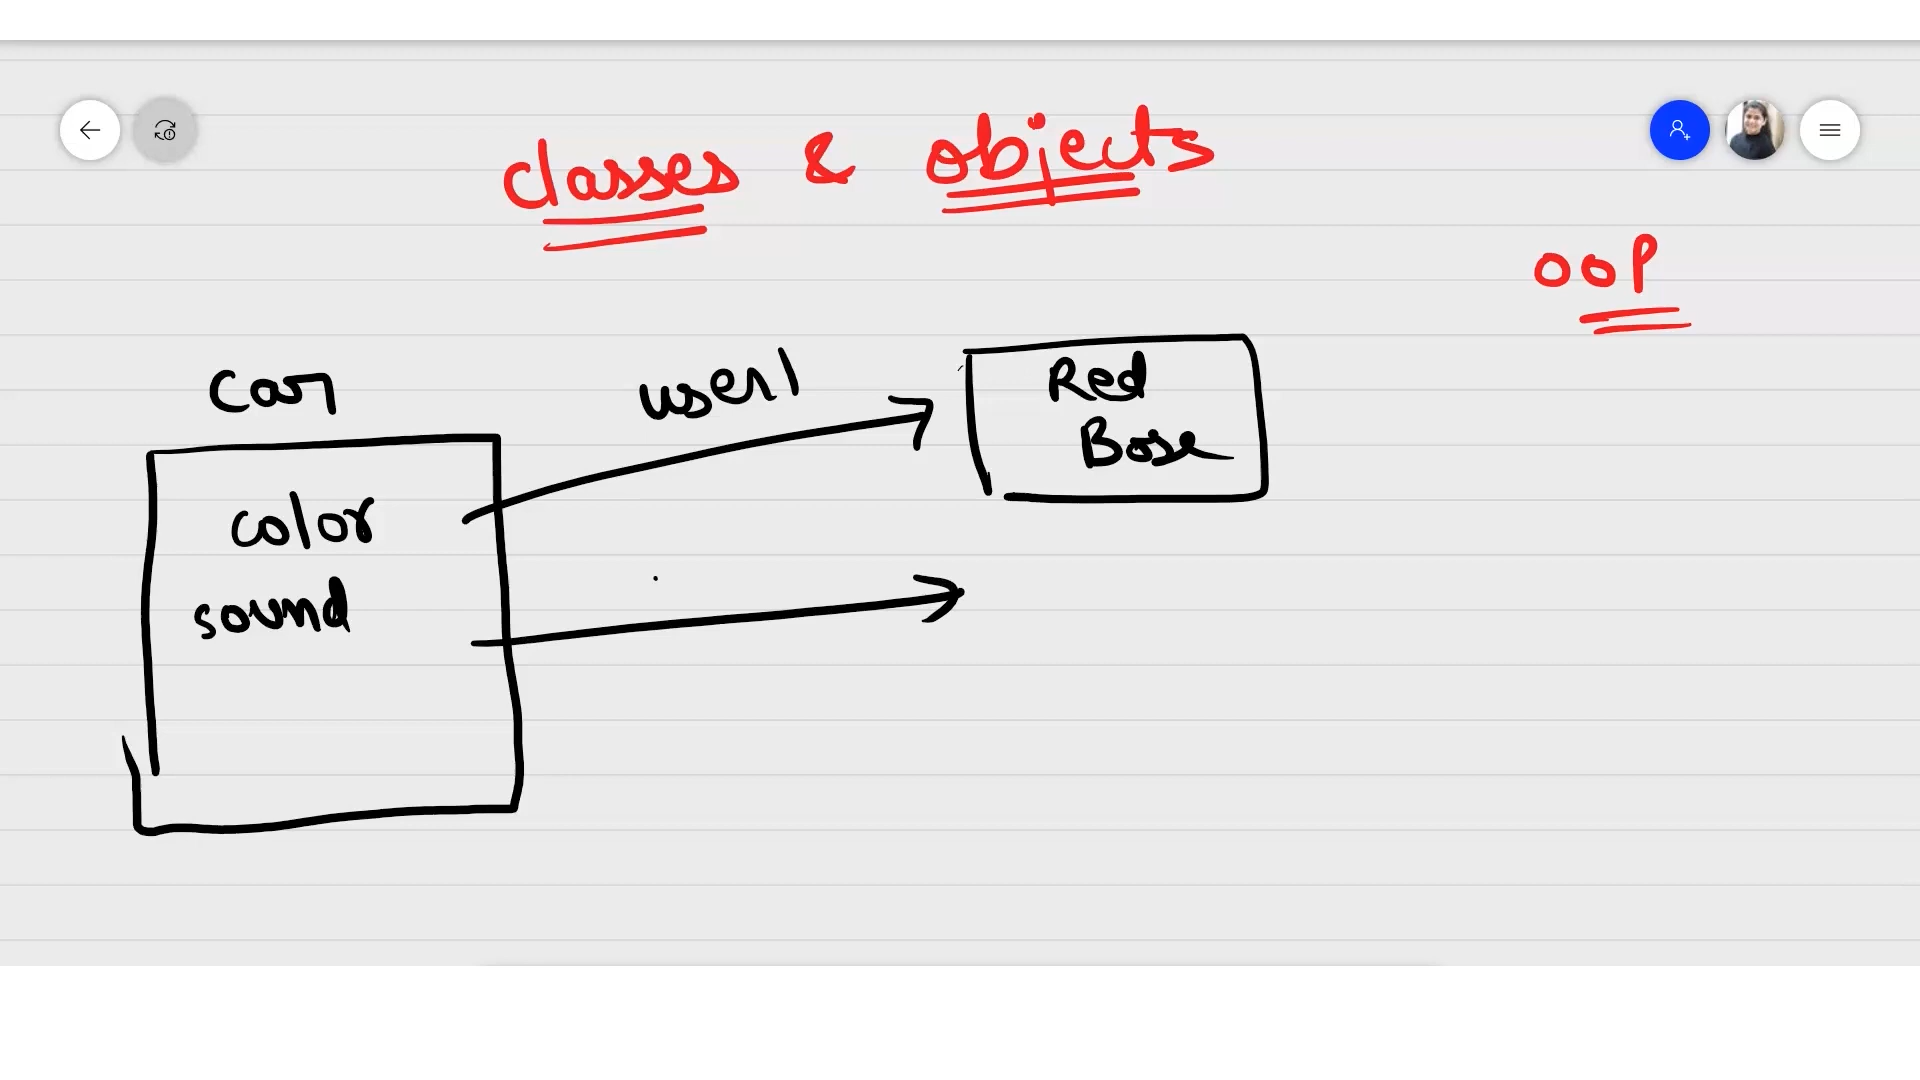 classes & objects
OOP
Car
user1
Red
Bose
color
sound